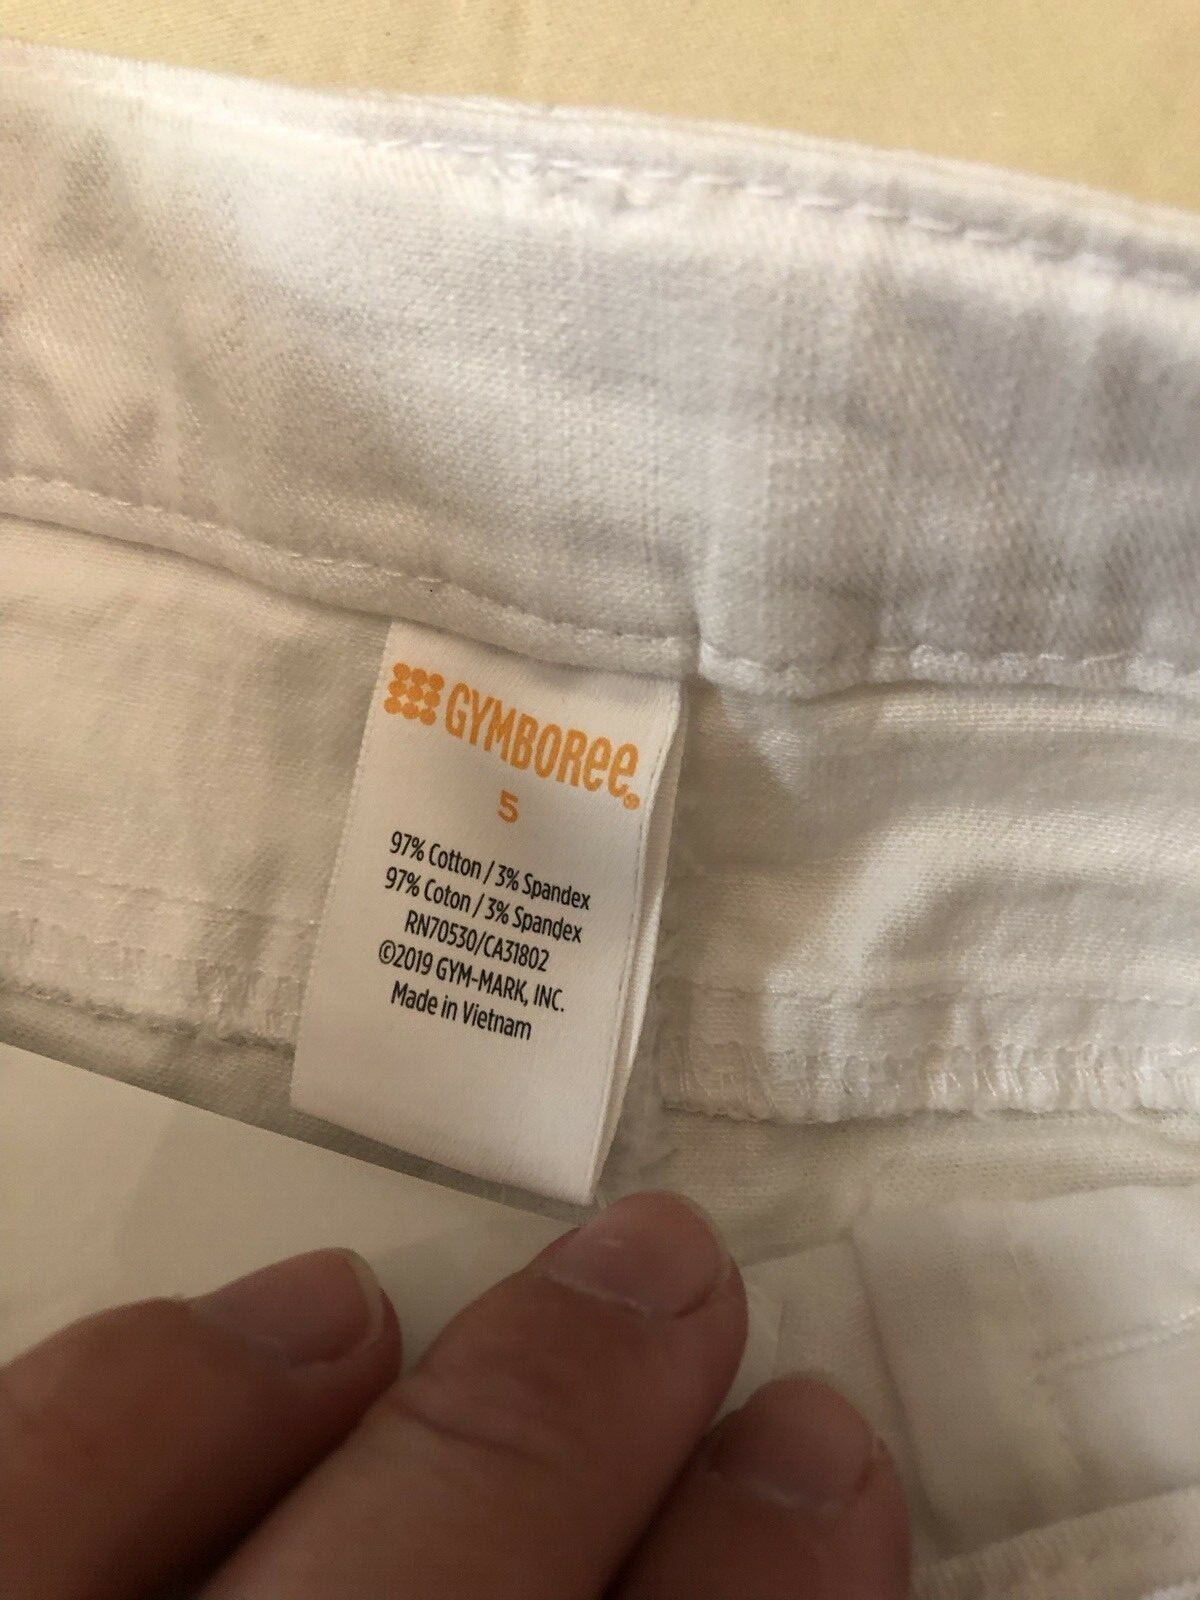 GYMBOREE
5
97% Cotton / 3% Spandex
97% Coton / 3% Spandex
RN70530/CA31802
©2019 GYM-MARK, INC.
Made in Vietnam